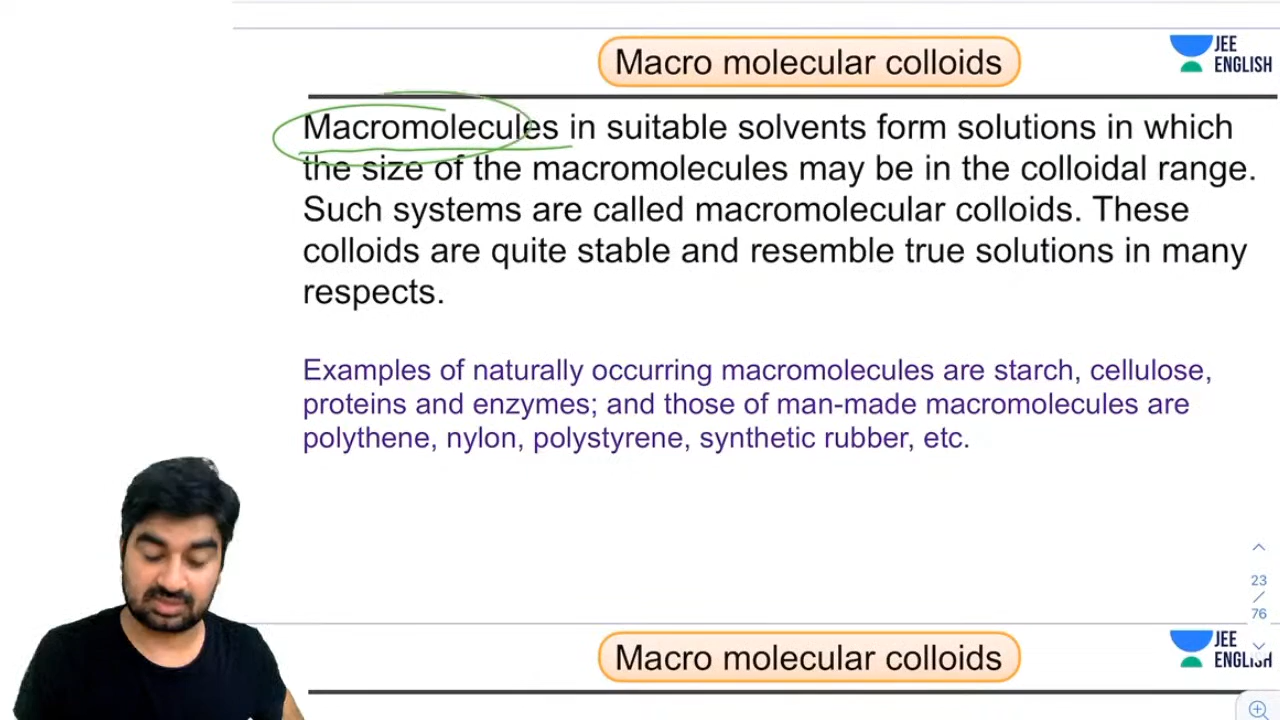 Macro molecular colloids
JEE
ENGLISH
Macromolecules in suitable solvents form solutions in which
the size of the macromolecules may be in the colloidal range.
Such systems are called macromolecular colloids. These
colloids are quite stable and resemble true solutions in many
respects.
Examples of naturally occurring macromolecules are starch, cellulose,
proteins and enzymes; and those of man-made macromolecules are
polythene, nylon, polystyrene, synthetic rubber, etc.
23
/
76
Macro molecular colloids
JEE
ENGLISH